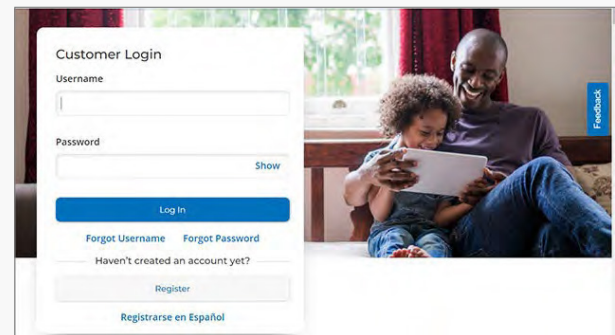 Customer Login
Username
Password
Show
Log In
Forgot Username Forgot Password
Haven't created an account yet?
Register
Registrarse en Español
Feedback